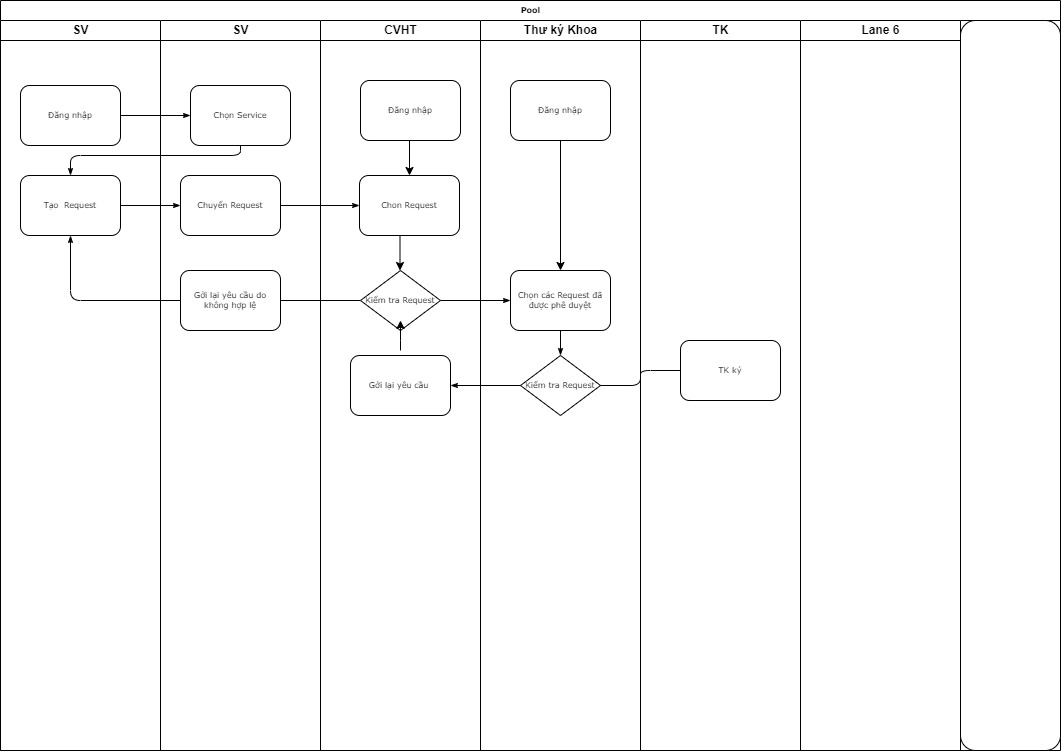 Pool
SV
SV
CVHT
Thư ký Khoa
TK
Lane 6
Đăng nhập
Chọn Service
Đăng nhập
Đăng nhập
Tạo  Request
Chuyển Request
Chọn Request
Gởi lại yêu cầu do
không hợp lệ
Kiểm tra Request
Chọn các Request đã
được phê duyệt
Gởi lại yêu cầu
Kiểm tra Request
TK ký